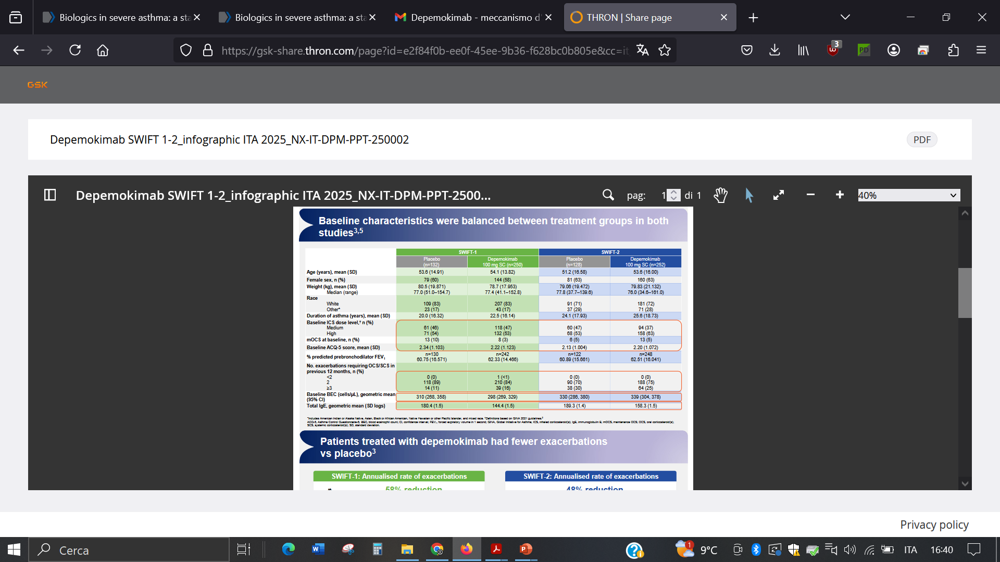 Biologics in severe asthma: a sta
Biologics in severe asthma: a sta
Depemokimab - meccanismo d'
THRON | Share page
https://gsk-share.thron.com/page?id=e2f84f0b-ee0f-45ee-9b36-f628bc0b805e&cc=it
3
PD
GSK
Depemokimab SWIFT 1-2_infographic ITA 2025_NX-IT-DPM-PPT-250002
PDF
Depemokimab SWIFT 1-2_infographic ITA 2025_NX-IT-DPM-PPT-2500...
pag: 1 di 1
40%
Baseline characteristics were balanced between treatment groups in both
studies3,5
SWIFT-1 SWIFT-2
Placebo Depemokimab Placebo Depemokimab
(n=132) 100 mg SC (n=250) (n=128) 100 mg SC (n=252)
Age (years), mean (SD) 53.6 (14.91) 54.1 (13.82) 51.2 (16.58) 53.6 (16.00)
Female sex, n (%) 79 (60) 144 (58) 81 (63) 160 (63)
Weight (kg), mean (SD) 80.5 (19.871) 78.7 (17.953) 79.06 (19.472) 79.83 (21.132)
Median (range) 77.0 (51.0–154.7) 77.4 (41.1–152.8) 77.8 (37.7–139.6) 76.0 (34.6–161.0)
Race
White 109 (83) 207 (83) 91 (71) 181 (72)
Other* 23 (17) 43 (17) 37 (29) 71 (28)
Duration of asthma (years), mean (SD) 20.0 (16.32) 22.5 (16.14) 24.1 (17.93) 25.6 (18.73)
Baseline ICS dose level,† n (%)
Medium 61 (46) 118 (47) 60 (47) 94 (37)
High 71 (54) 132 (53) 68 (53) 158 (63)
mOCS at baseline, n (%) 13 (10) 8 (3) 6 (5) 13 (5)
Baseline ACQ-5 score, mean (SD) 2.34 (1.103) 2.22 (1.123) 2.13 (1.004) 2.20 (1.072)
n=130 n=242 n=122 n=248
% predicted prebronchodilator FEV1 60.75 (16.571) 62.33 (14.466) 60.89 (15.661) 62.51 (16.041)
No. exacerbations requiring OCS/SCS in
previous 12 months, n (%)
<2 0 (0) 1 (<1) 0 (0) 0 (0)
2 118 (89) 210 (84) 90 (70) 188 (75)
≥3 14 (11) 39 (16) 38 (30) 64 (25)
Baseline BEC (cells/µL), geometric mean
(95% CI) 310 (268, 358) 298 (269, 329) 330 (286, 380) 339 (304, 378)
Total IgE, geometric mean (SD logs) 180.4 (1.5) 144.4 (1.5) 189.3 (1.4) 158.3 (1.5)
*Includes American Indian or Alaska Native, Asian, Black or African American, Native Hawaiian or other Pacific Islander, and mixed race. †Definitions based on GINA 2021 guidelines.2
ACQ-5, Asthma Control Questionnaire-5; BEC, blood eosinophil count; CI, confidence interval; FEV1, forced expiratory volume in 1 second; GINA, Global Initiative for Asthma; ICS, inhaled corticosteroid(s); IgE, immunoglobulin E; mOCS, maintenance OCS; OCS, oral corticosteroid(s);
SCS, systemic corticosteroid(s); SD, standard deviation.
Patients treated with depemokimab had fewer exacerbations
vs placebo3
SWIFT-1: Annualised rate of exacerbations
SWIFT-2: Annualised rate of exacerbations
58% reduction
48% reduction
Privacy policy
Cerca
1
9°C
ITA
16:40